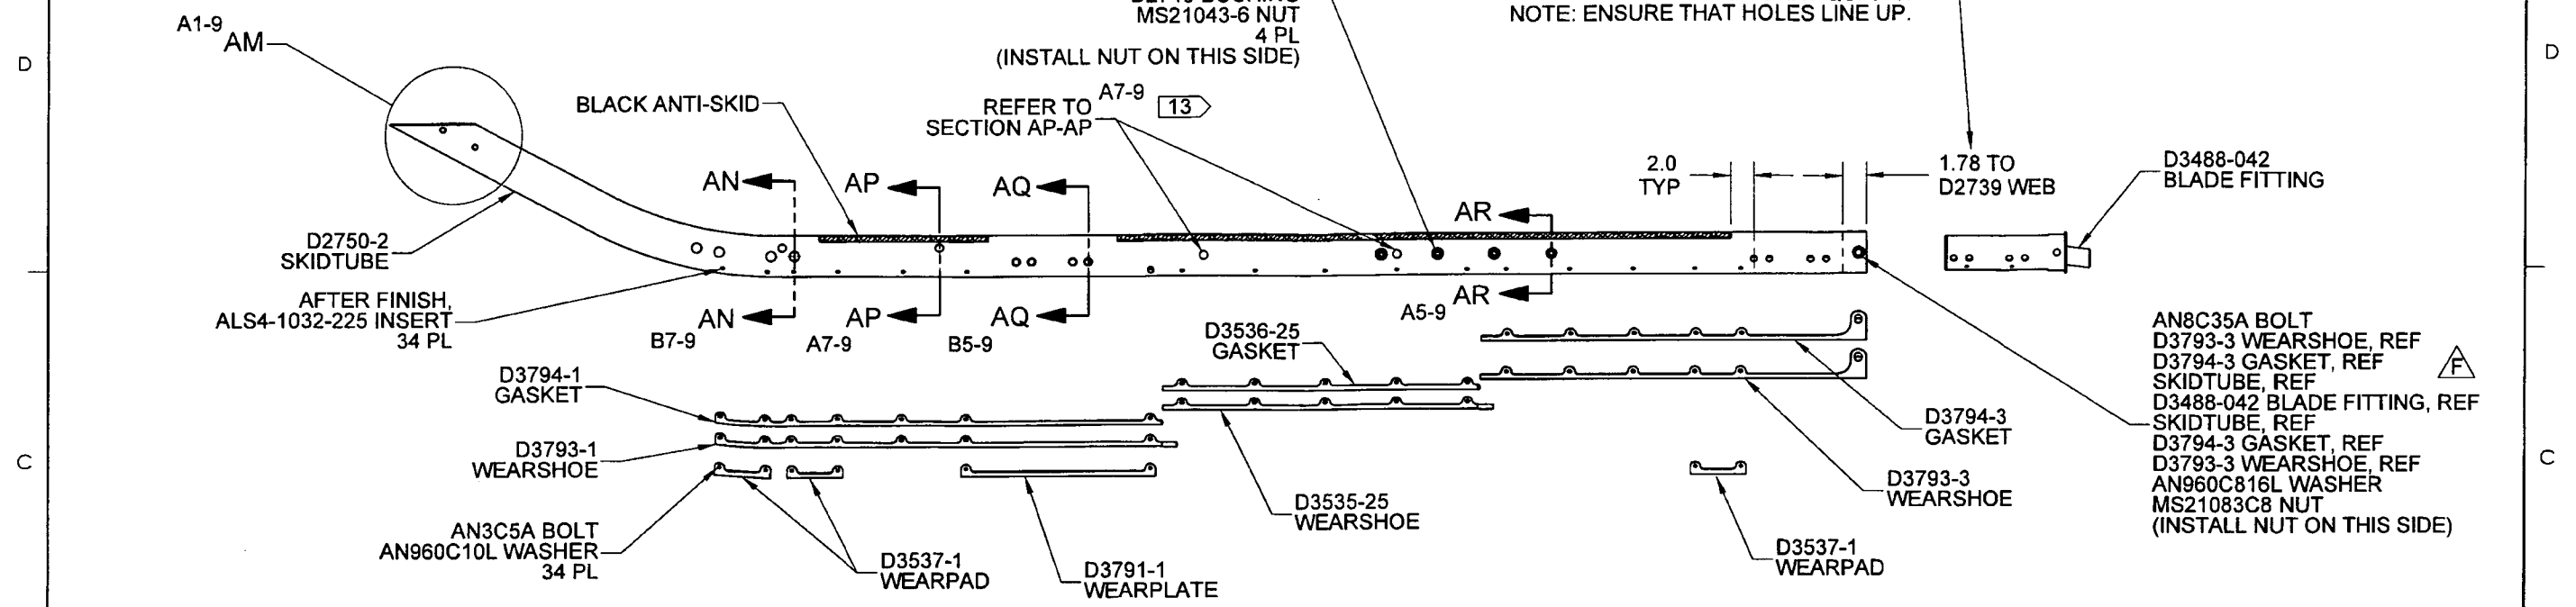 MS21043-6 NUT
4 PL
(INSTALL NUT ON THIS SIDE)
NOTE: ENSURE THAT HOLES LINE UP.
A1-9
AM
D
D
BLACK ANTI-SKID
REFER TO
SECTION AP-AP
A7-9
13
AN
AP
AQ
AR
2.0
TYP
1.78 TO
D2739 WEB
D3488-042
BLADE FITTING
D2750-2
SKIDTUBE
AFTER FINISH,
ALS4-1032-225 INSERT
34 PL
AN
AP
AQ
AR
B7-9
A7-9
B5-9
A5-9
D3536-25
GASKET
D3794-1
GASKET
D3793-1
WEARSHOE
AN3C5A BOLT
AN960C10L WASHER
34 PL
D3537-1
WEARPAD
D3791-1
WEARPLATE
D3535-25
WEARSHOE
D3794-3
GASKET
D3793-3
WEARSHOE
D3537-1
WEARPAD
AN8C35A BOLT
D3793-3 WEARSHOE, REF
D3794-3 GASKET, REF
SKIDTUBE, REF
D3488-042 BLADE FITTING, REF
SKIDTUBE, REF
D3794-3 GASKET, REF
D3793-3 WEARSHOE, REF
AN960C816L WASHER
MS21083C8 NUT
(INSTALL NUT ON THIS SIDE)
F
C
C